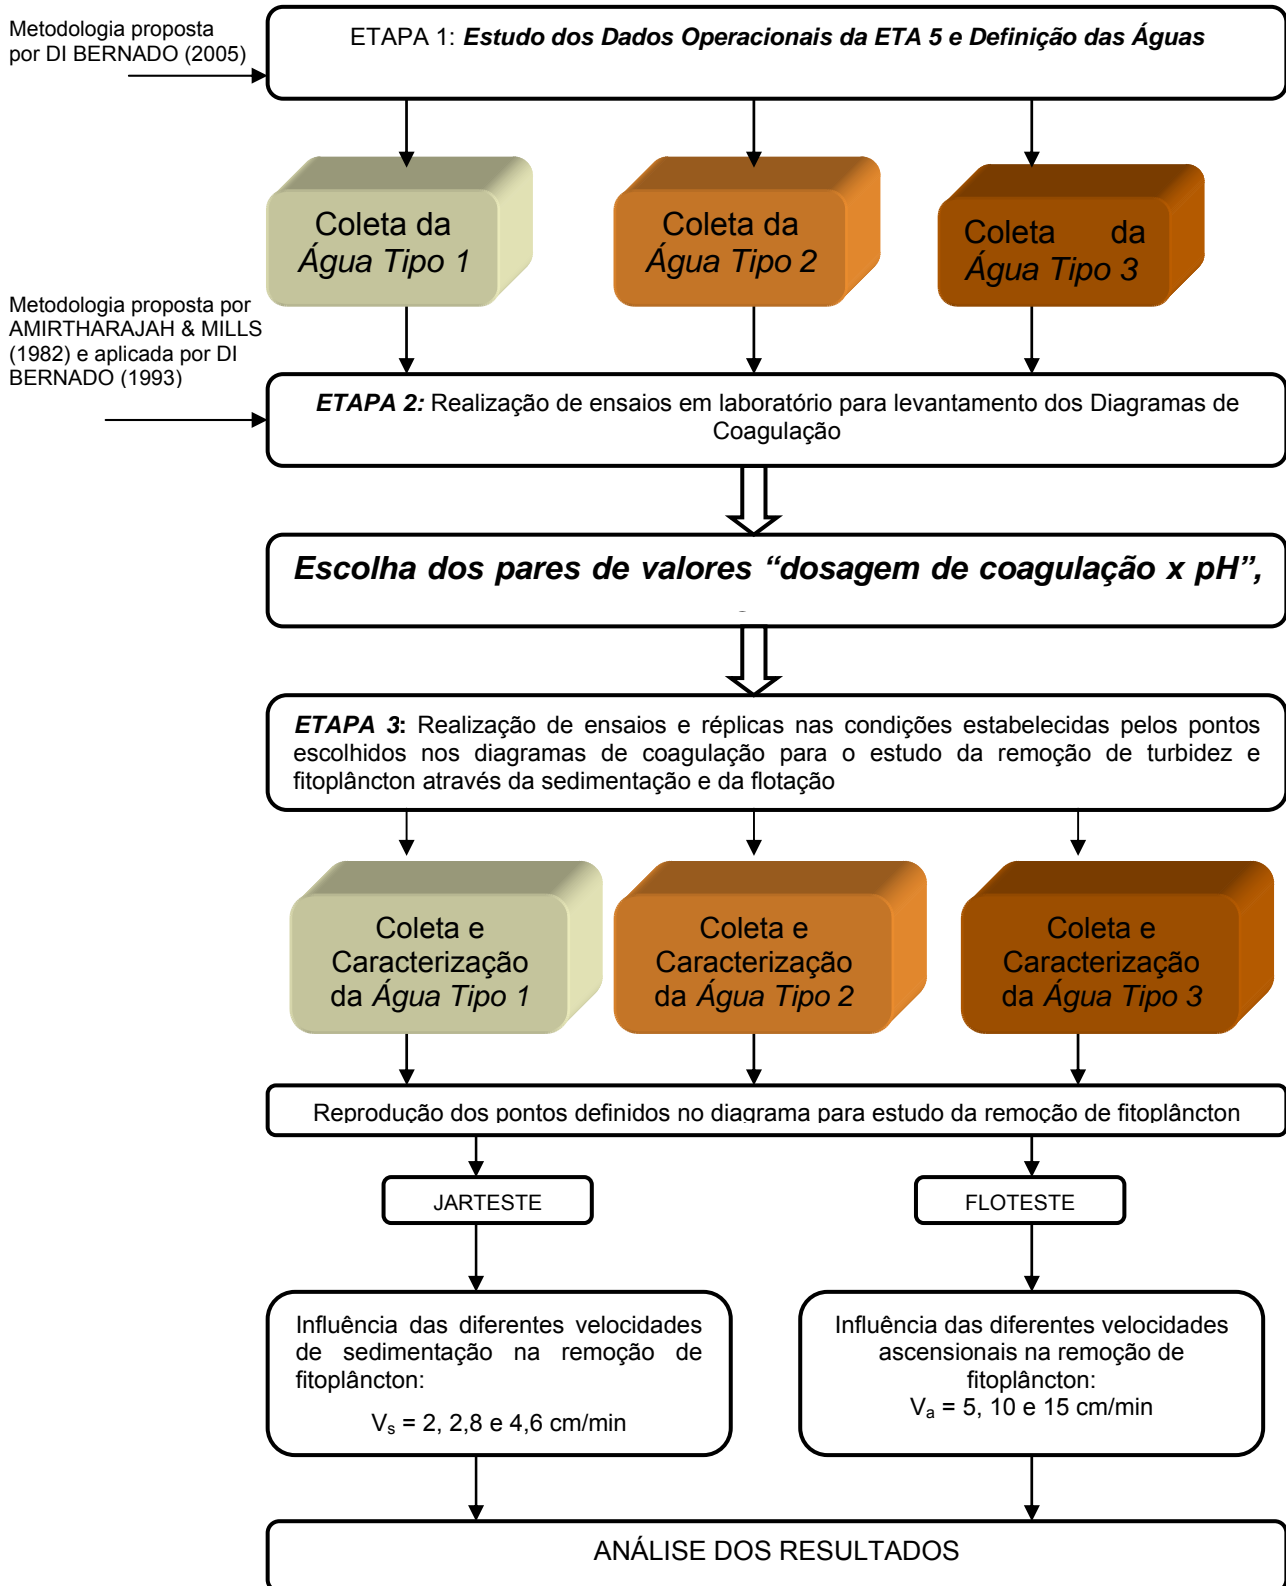 Metodologia proposta
por DI BERNADO (2005)
ETAPA 1: Estudo dos Dados Operacionais da ETA 5 e Definição das Águas
Coleta da
Água Tipo 1
Coleta da
Água Tipo 2
Coleta da
Água Tipo 3
Metodologia proposta por
AMIRTHARAJAH & MILLS
(1982) e aplicada por DI
BERNADO (1993)
ETAPA 2: Realização de ensaios em laboratório para levantamento dos Diagramas de
Coagulação
Escolha dos pares de valores “dosagem de coagulação x pH”,
ETAPA 3: Realização de ensaios e réplicas nas condições estabelecidas pelos pontos
escolhidos nos diagramas de coagulação para o estudo da remoção de turbidez e
fitoplâncton através da sedimentação e da flotação
Coleta e
Caracterização
da Água Tipo 1
Coleta e
Caracterização
da Água Tipo 2
Coleta e
Caracterização
da Água Tipo 3
Reprodução dos pontos definidos no diagrama para estudo da remoção de fitoplâncton
JARTESTE
FLOTESTE
Influência das diferentes velocidades
de sedimentação na remoção de
fitoplâncton:
Vs = 2, 2,8 e 4,6 cm/min
Influência das diferentes velocidades
ascensionais na remoção de
fitoplâncton:
Va = 5, 10 e 15 cm/min
ANÁLISE DOS RESULTADOS